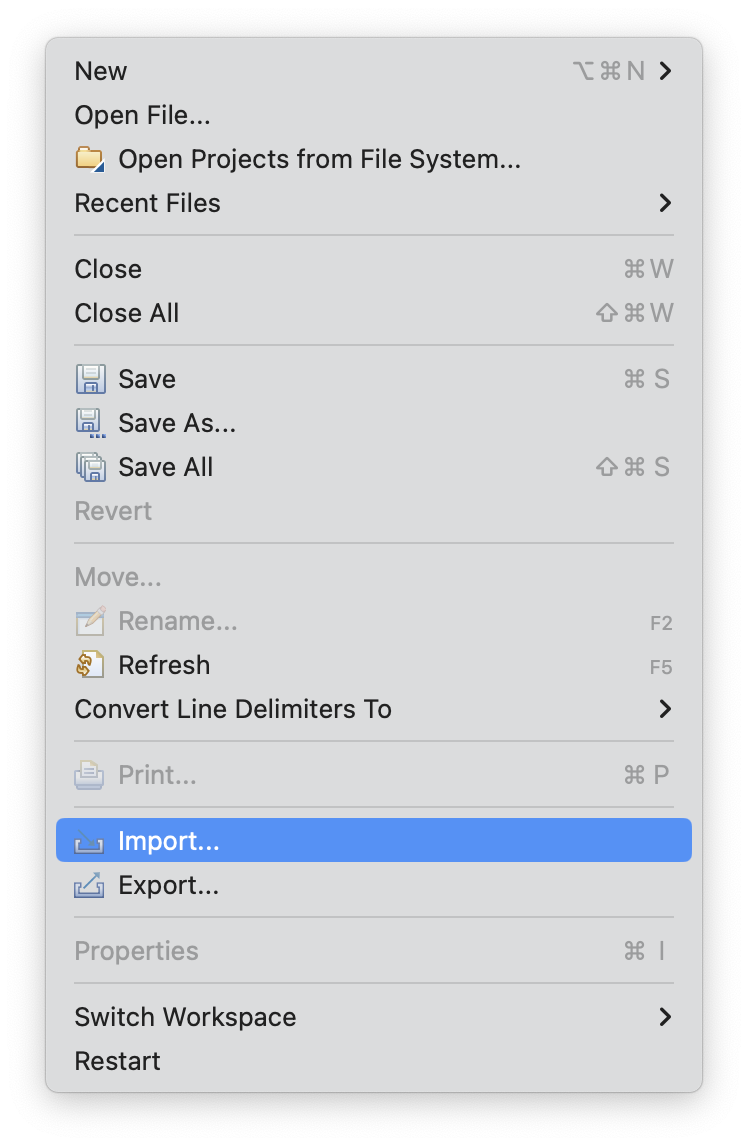 New ⌥⌘N
Open File...
Open Projects from File System...
Recent Files
Close ⌘W
Close All ⇧⌘W
Save ⌘S
Save As...
Save All ⇧⌘S
Revert
Move...
Rename... F2
Refresh F5
Convert Line Delimiters To
Print... ⌘P
Import...
Export...
Properties ⌘I
Switch Workspace
Restart